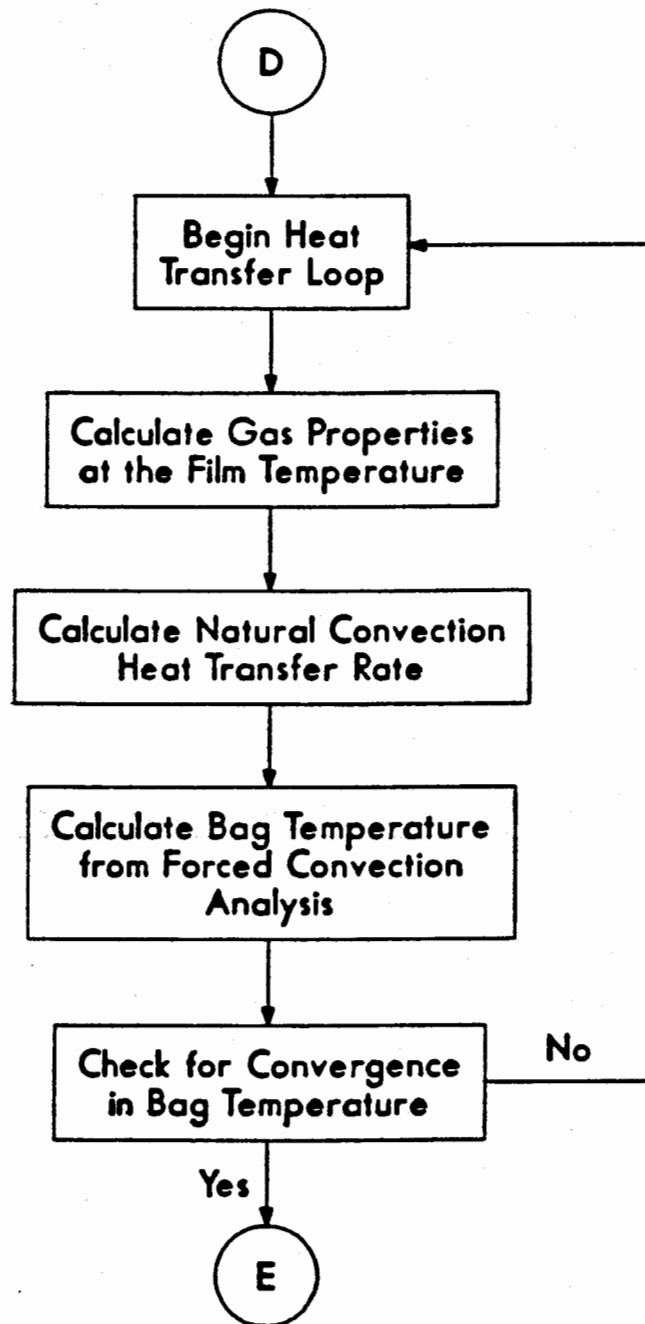 D
Begin Heat
Transfer Loop
Calculate Gas Properties
at the Film Temperature
Calculate Natural Convection
Heat Transfer Rate
Calculate Bag Temperature
from Forced Convection
Analysis
Check for Convergence
in Bag Temperature
No
Yes
E